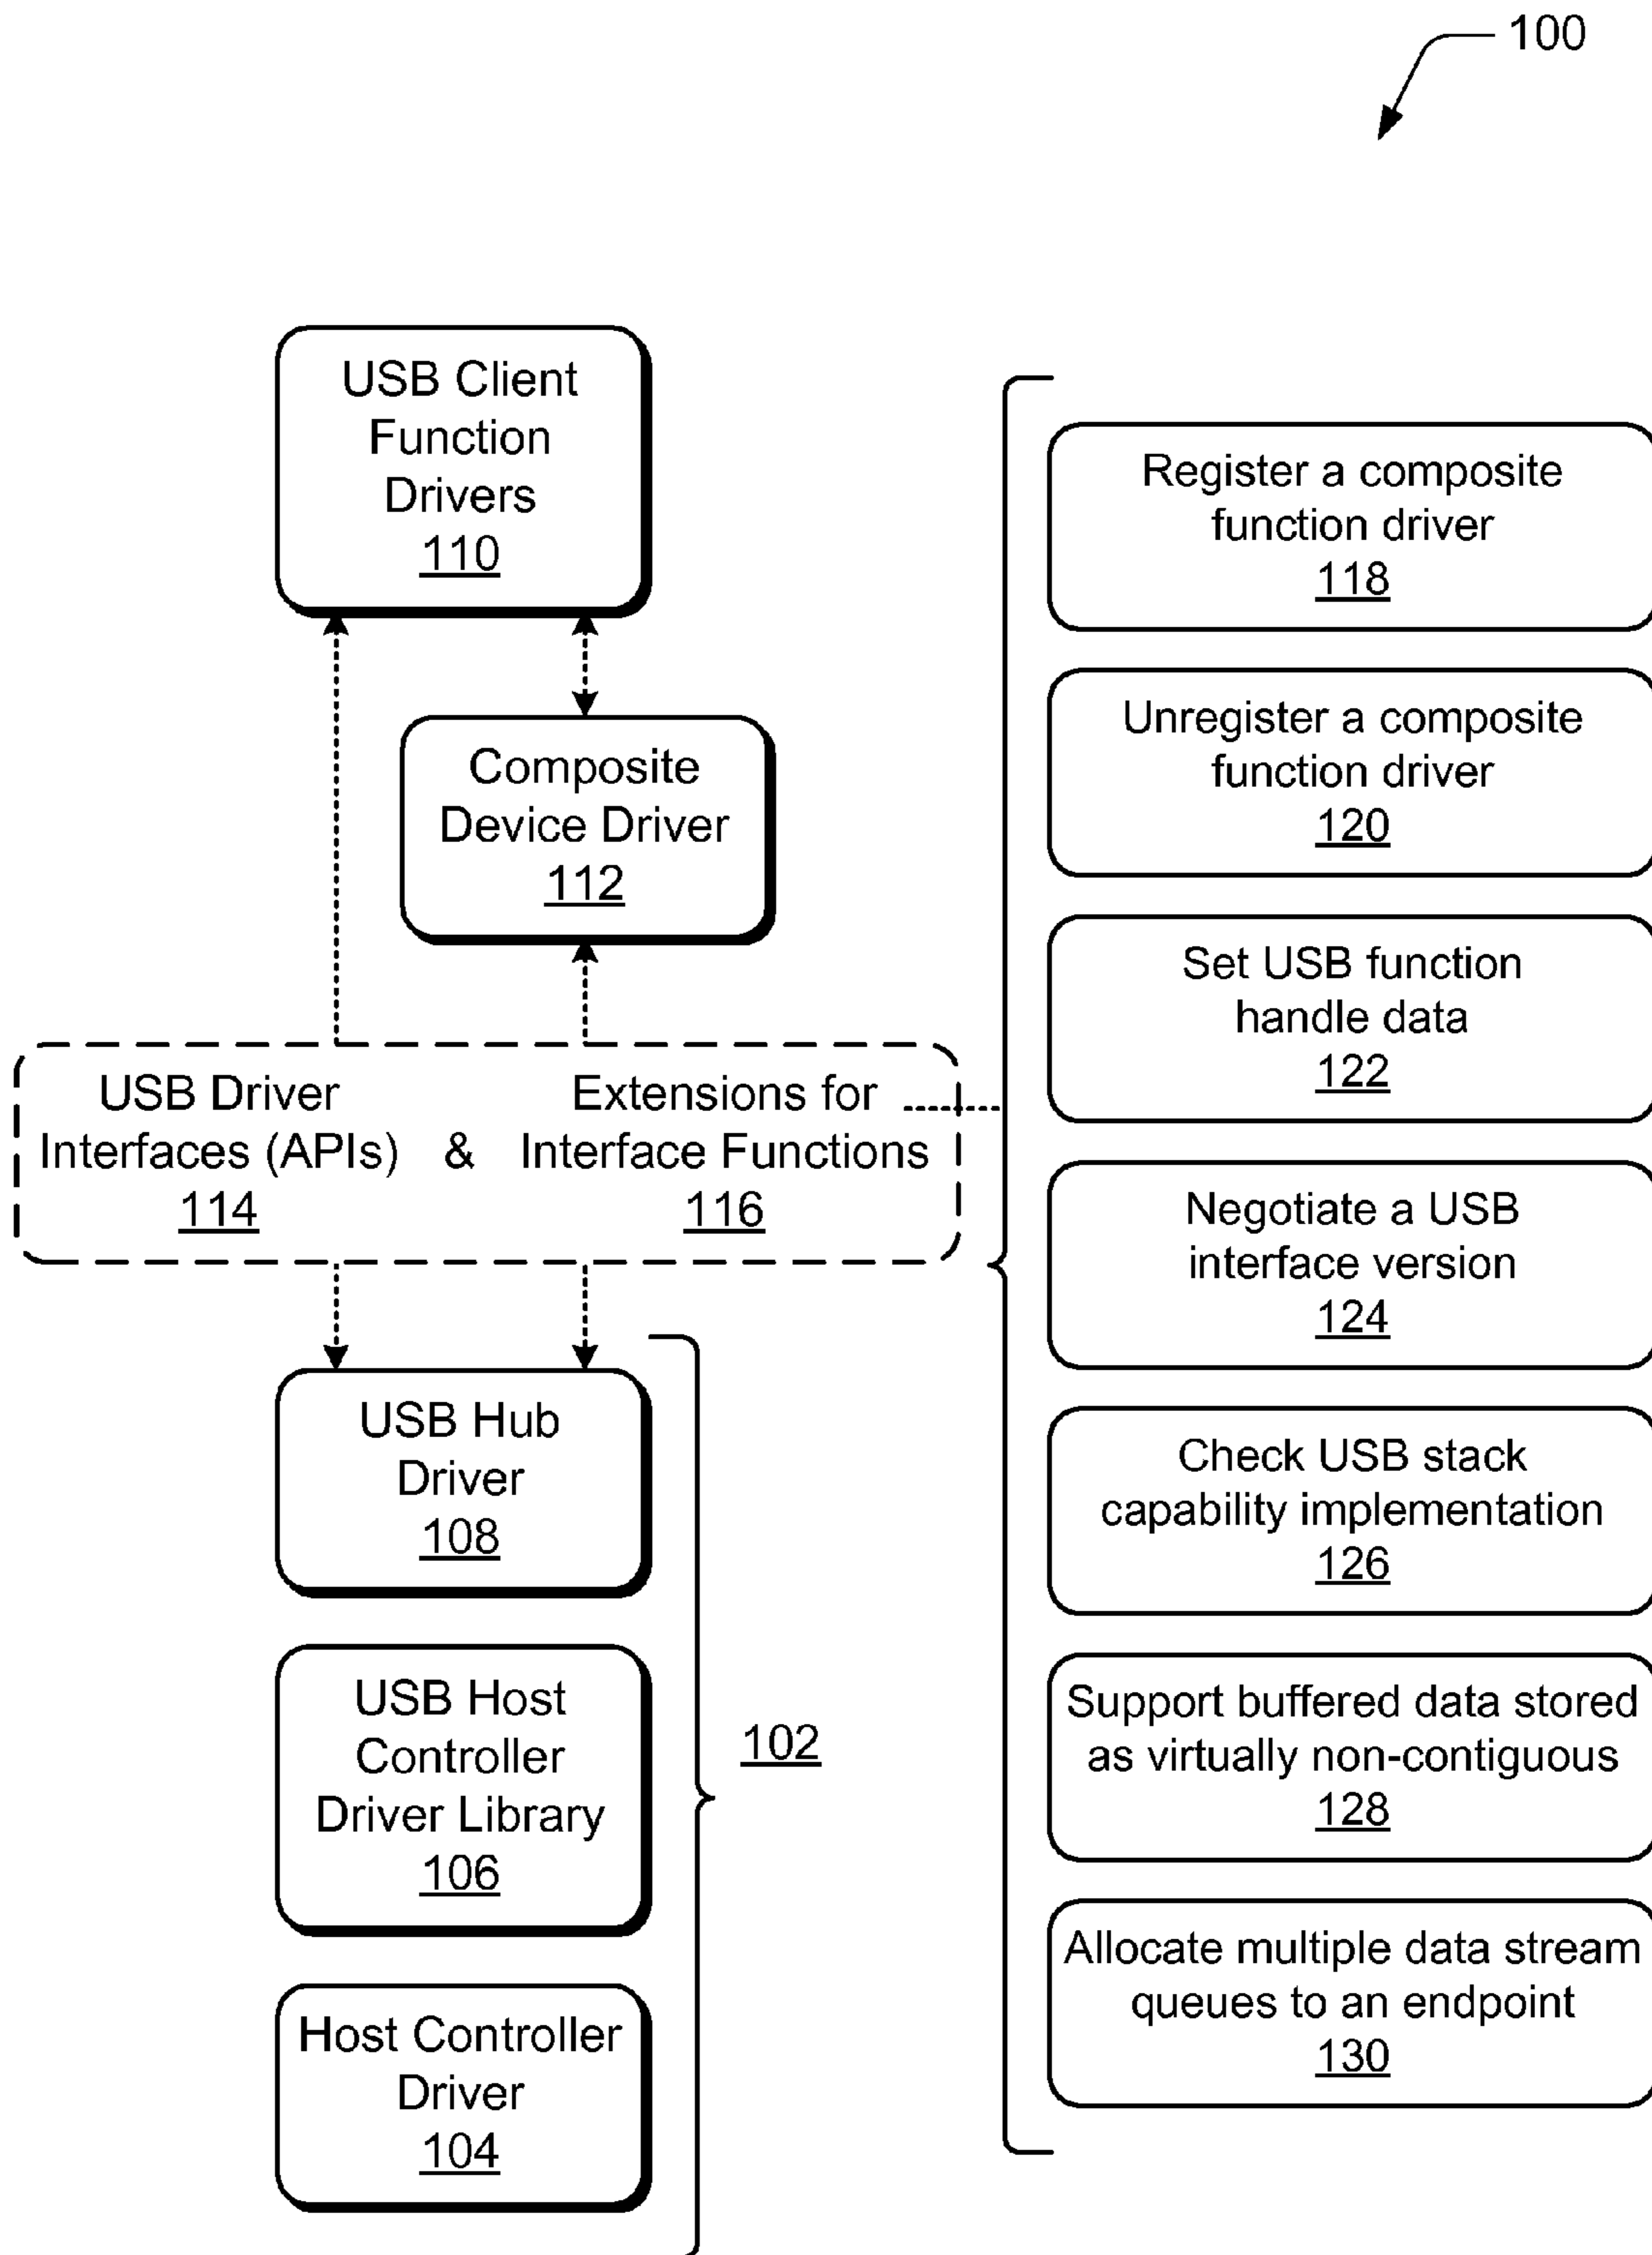 100
USB Client
Function
Drivers
110
Composite
Device Driver
112
USB Driver
Interfaces (APIs)
114
&
Extensions for
Interface Functions
116
USB Hub
Driver
108
USB Host
Controller
Driver Library
106
Host Controller
Driver
104
102
Register a composite
function driver
118
Unregister a composite
function driver
120
Set USB function
handle data
122
Negotiate a USB
interface version
124
Check USB stack
capability implementation
126
Support buffered data stored
as virtually non-contiguous
128
Allocate multiple data stream
queues to an endpoint
130